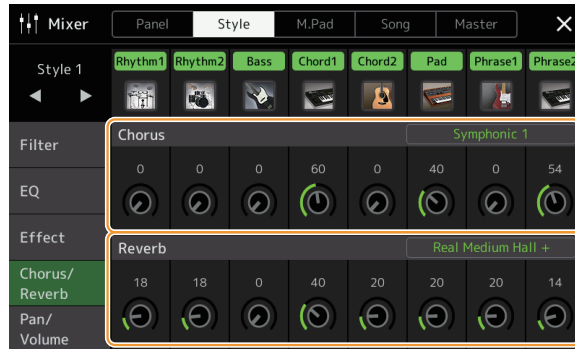 Mixer
Panel Style M.Pad Song Master
Style 1
Rhythm1 Rhythm2 Bass Chord1 Chord2 Pad Phrase1 Phrase2
Filter
EQ
Effect
Chorus/
Reverb
Pan/
Volume
Chorus Symphonic 1
0 0 0 60 0 40 0 54
Reverb Real Medium Hall +
18 18 0 40 20 20 20 14